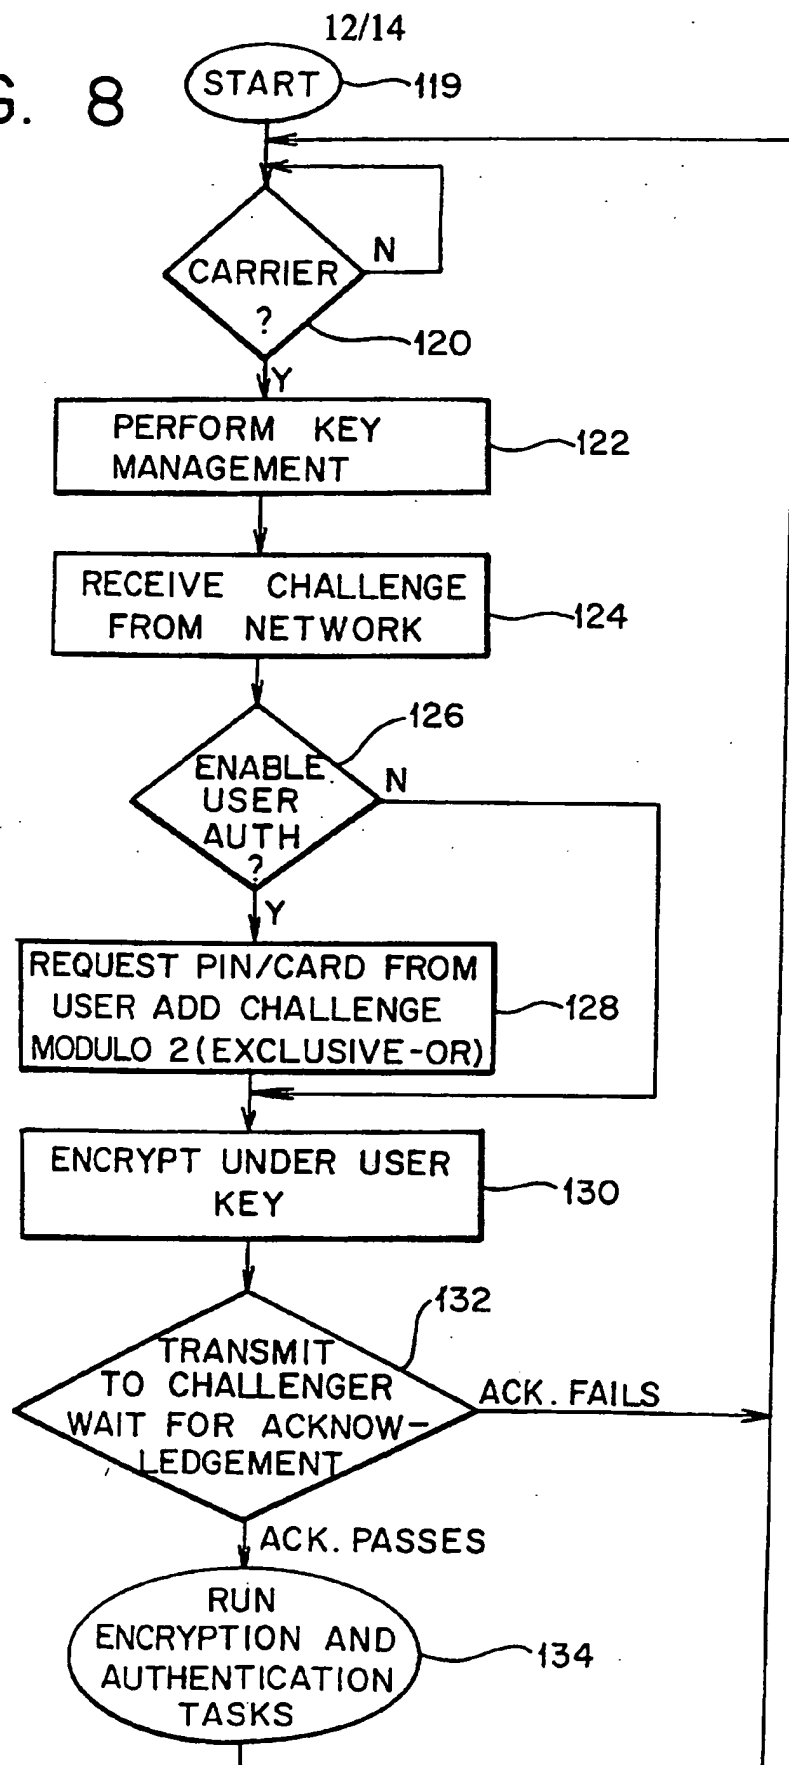 12/14
G. 8
START
119
CARRIER
?
N
120
Y
PERFORM KEY
MANAGEMENT
122
RECEIVE CHALLENGE
FROM NETWORK
124
126
ENABLE
USER
AUTH
?
N
Y
REQUEST PIN/CARD FROM
USER ADD CHALLENGE
MODULO 2 (EXCLUSIVE-OR)
128
ENCRYPT UNDER USER
KEY
130
132
TRANSMIT
TO CHALLENGER
WAIT FOR ACKNOW-
LEDGEMENT
ACK. FAILS
ACK. PASSES
RUN
ENCRYPTION AND
AUTHENTICATION
TASKS
134